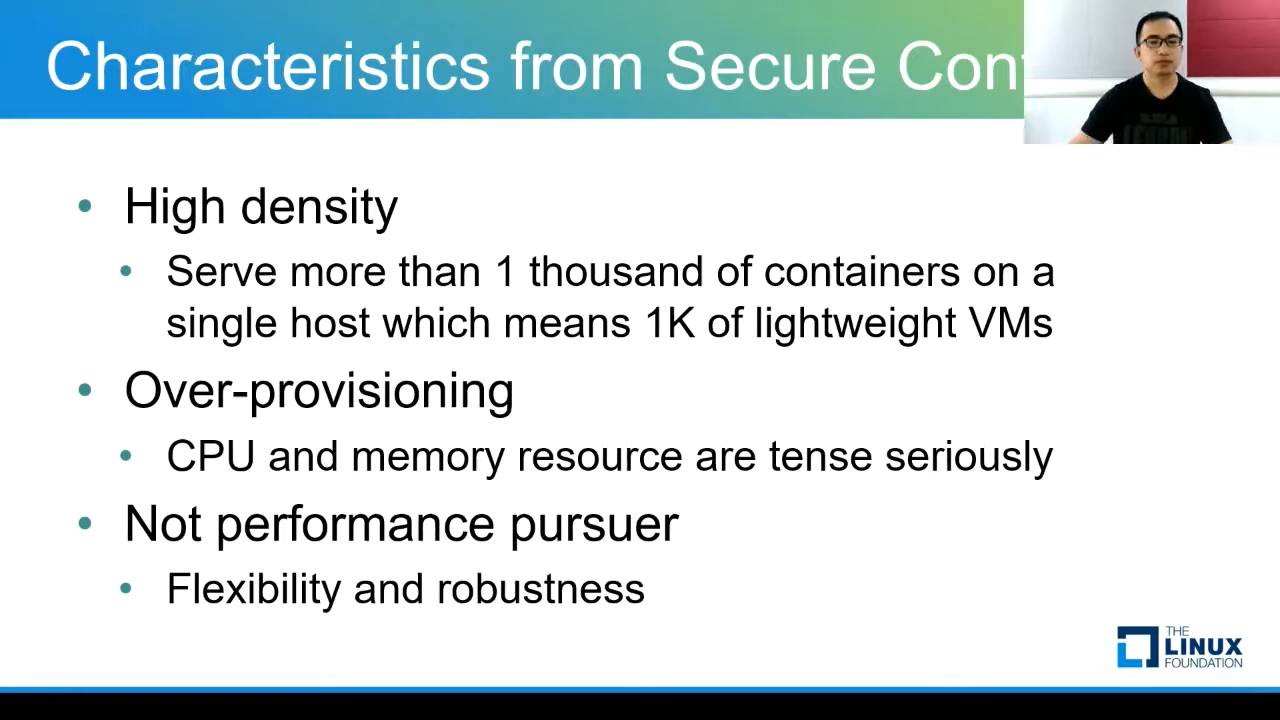 Characteristics from Secure Con
• High density
• Serve more than 1 thousand of containers on a
single host which means 1K of lightweight VMs
• Over-provisioning
• CPU and memory resource are tense seriously
• Not performance pursuer
• Flexibility and robustness
THE
LINUX
FOUNDATION